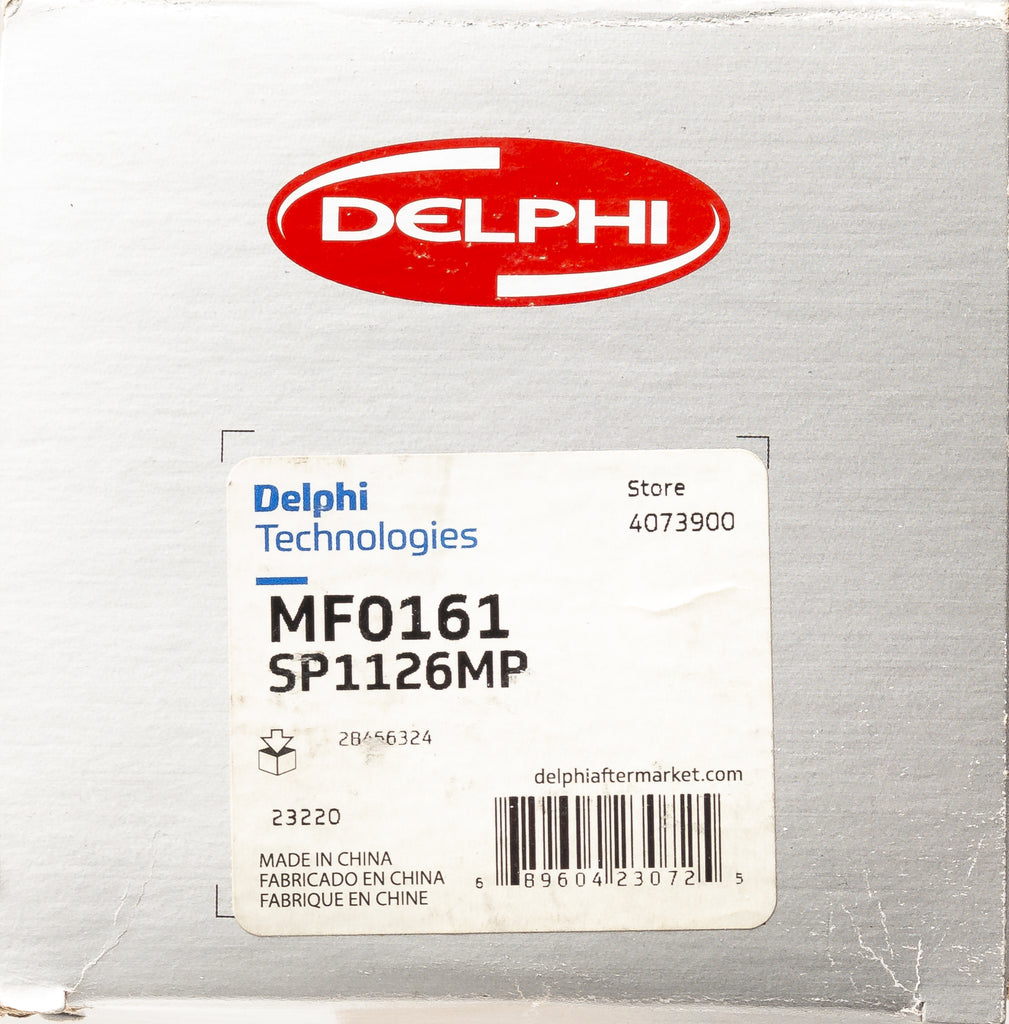 DELPHI
Delphi
Technologies
Store
4073900
MF0161
SP1126MP
23220
delphiaftermarket.com
MADE IN CHINA
FABRICADO EN CHINA
FABRIQUE EN CHINE
6 89604 23072 5